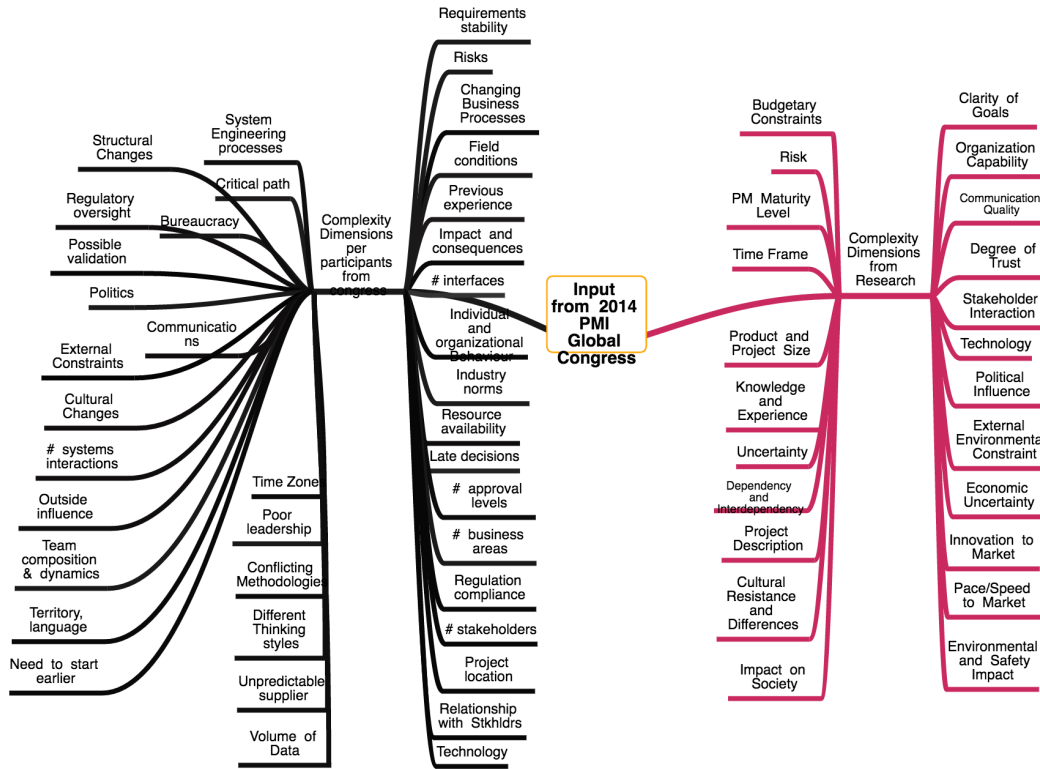 Input
from 2014
PMI
Global
Congress
Complexity
Dimensions
per
participants
from
congress
Requirements
stability
Risks
Changing
Business
Processes
Field
conditions
Previous
experience
Impact and
consequences
# interfaces
Individual
and
organizational
Behaviour
Industry
norms
Resource
availability
Late decisions
# approval
levels
# business
areas
Regulation
compliance
# stakeholders
Project
location
Relationship
with Stkhldrs
Technology
System
Engineering
processes
Critical path
Bureaucracy
Communicatio
ns
Structural
Changes
Regulatory
oversight
Possible
validation
Politics
External
Constraints
Cultural
Changes
# systems
interactions
Outside
influence
Team
composition
& dynamics
Territory,
language
Need to start
earlier
Time Zones
Poor
leadership
Conflicting
Methodologies
Different
Thinking
styles
Unpredictable
supplier
Volume of
Data
Complexity
Dimensions
from
Research
Budgetary
Constraints
Risk
PM Maturity
Level
Time Frame
Product and
Project Size
Knowledge
and
Experience
Uncertainty
Dependency
and
Interdependency
Project
Description
Cultural
Resistance
and
Differences
Impact on
Society
Clarity of
Goals
Organization
Capability
Communication
Quality
Degree of
Trust
Stakeholder
Interaction
Technology
Political
Influence
External
Environmenta
Constraint
Economic
Uncertainty
Innovation to
Market
Pace/Speed
to Market
Environmental
and Safety
Impact